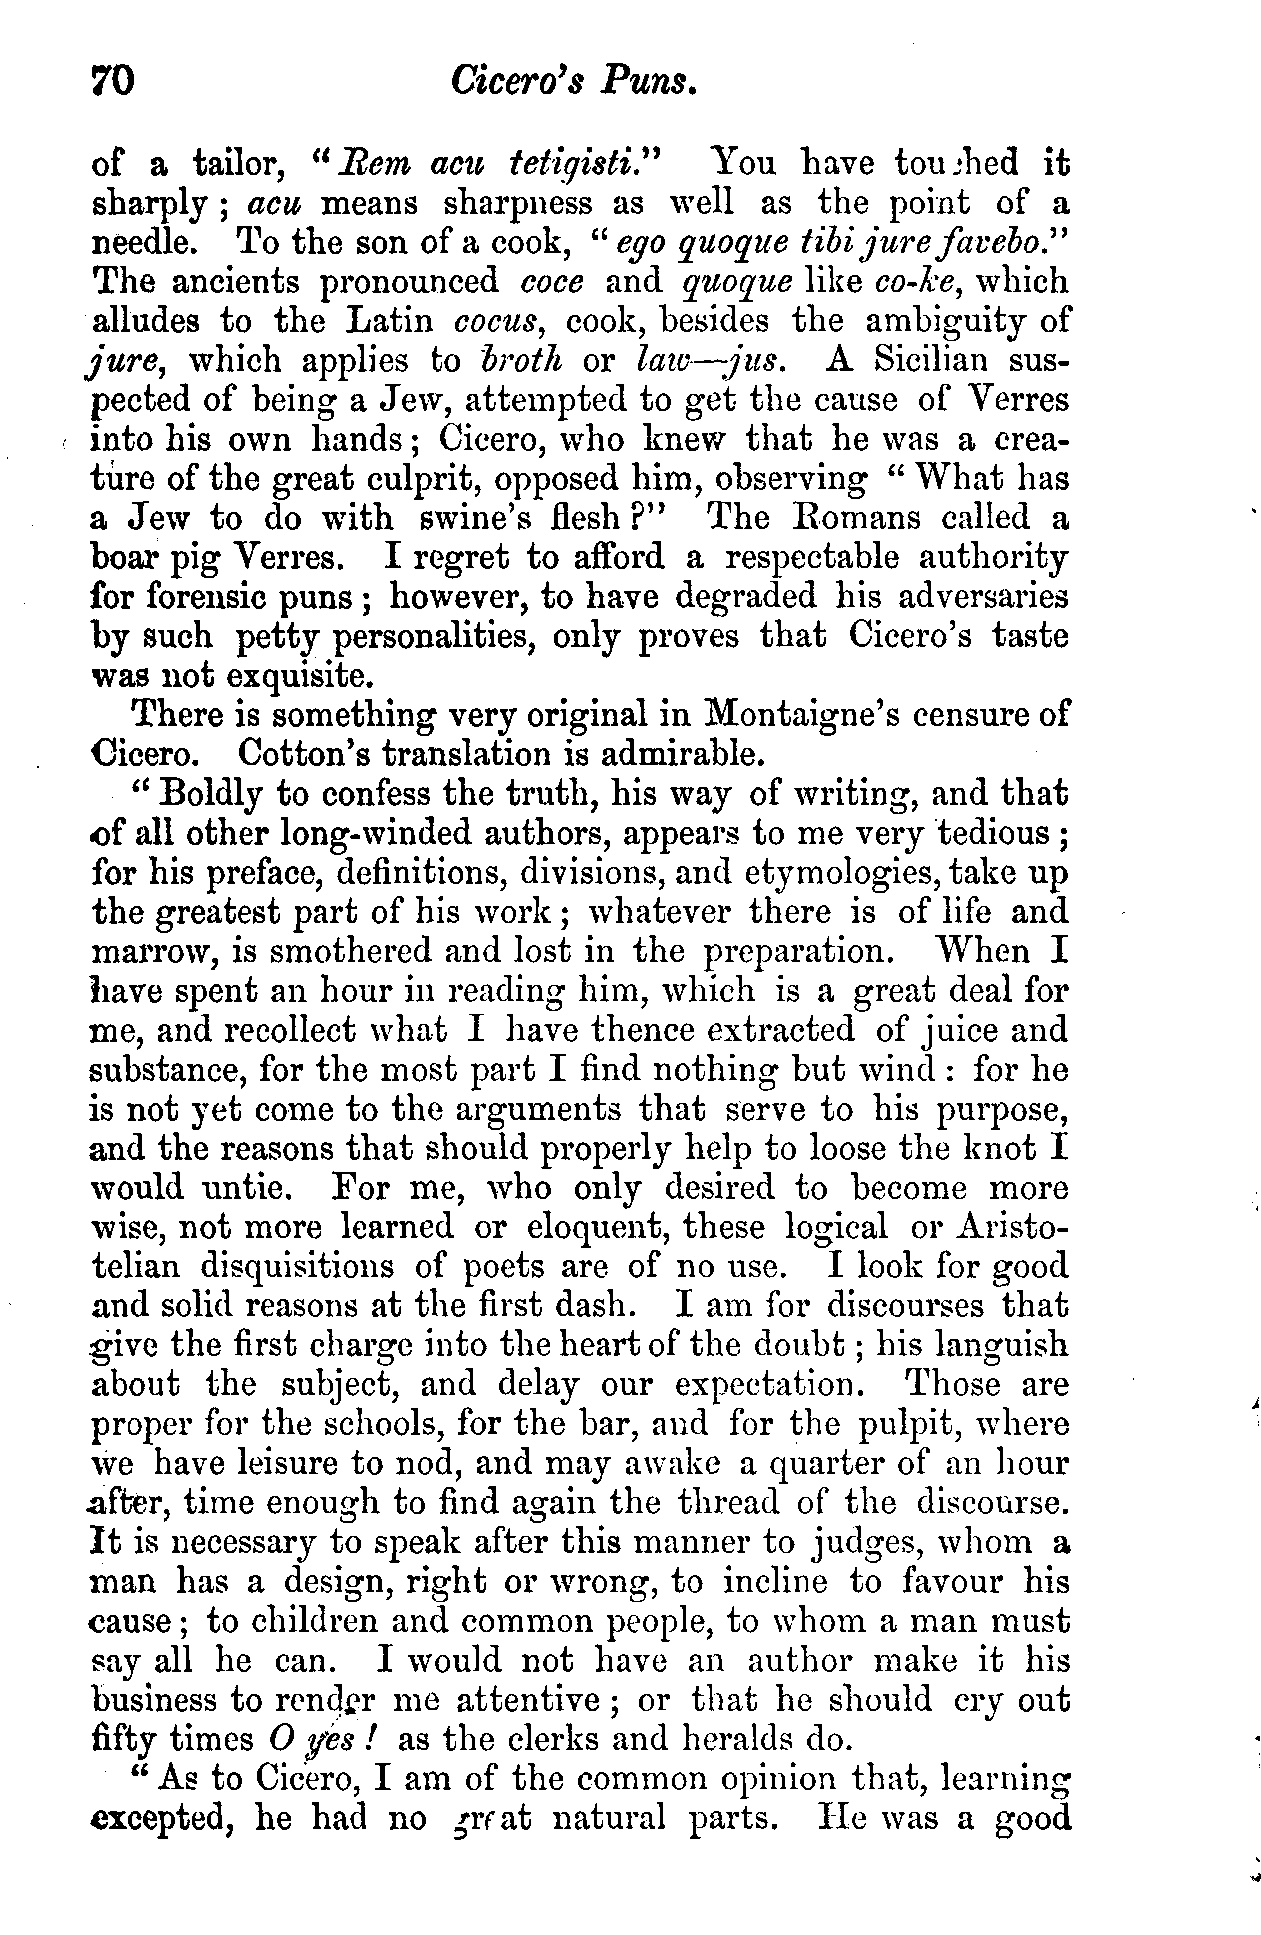 70 Cicero's Puns.
of a tailor, "Rem acu tetigisti." You have touched it
sharply; acu means sharpness as well as the point of a
needle. To the son of a cook, "ego quoque tibi jure favebo."
The ancients pronounced coce and quoque like co-ke, which
alludes to the Latin cocus, cook, besides the ambiguity of
jure, which applies to broth or law—jus. A Sicilian sus-
pected of being a Jew, attempted to get the cause of Verres
into his own hands; Cicero, who knew that he was a crea-
ture of the great culprit, opposed him, observing "What has
a Jew to do with swine's flesh?" The Romans called a
boar pig Verres. I regret to afford a respectable authority
for forensic puns; however, to have degraded his adversaries
by such petty personalities, only proves that Cicero's taste
was not exquisite.
There is something very original in Montaigne's censure of
Cicero. Cotton's translation is admirable.
"Boldly to confess the truth, his way of writing, and that
of all other long-winded authors, appears to me very tedious;
for his preface, definitions, divisions, and etymologies, take up
the greatest part of his work; whatever there is of life and
marrow, is smothered and lost in the preparation. When I
have spent an hour in reading him, which is a great deal for
me, and recollect what I have thence extracted of juice and
substance, for the most part I find nothing but wind: for he
is not yet come to the arguments that serve to his purpose,
and the reasons that should properly help to loose the knot I
would untie. For me, who only desired to become more
wise, not more learned or eloquent, these logical or Aristo-
telian disquisitions of poets are of no use. I look for good
and solid reasons at the first dash. I am for discourses that
give the first charge into the heart of the doubt; his languish
about the subject, and delay our expectation. Those are
proper for the schools, for the bar, and for the pulpit, where
we have leisure to nod, and may awake a quarter of an hour
after, time enough to find again the thread of the discourse.
It is necessary to speak after this manner to judges, whom a
man has a design, right or wrong, to incline to favour his
cause; to children and common people, to whom a man must
say all he can. I would not have an author make it his
business to render me attentive; or that he should cry out
fifty times O yes! as the clerks and heralds do.
"As to Cicero, I am of the common opinion that, learning
excepted, he had no great natural parts. He was a good